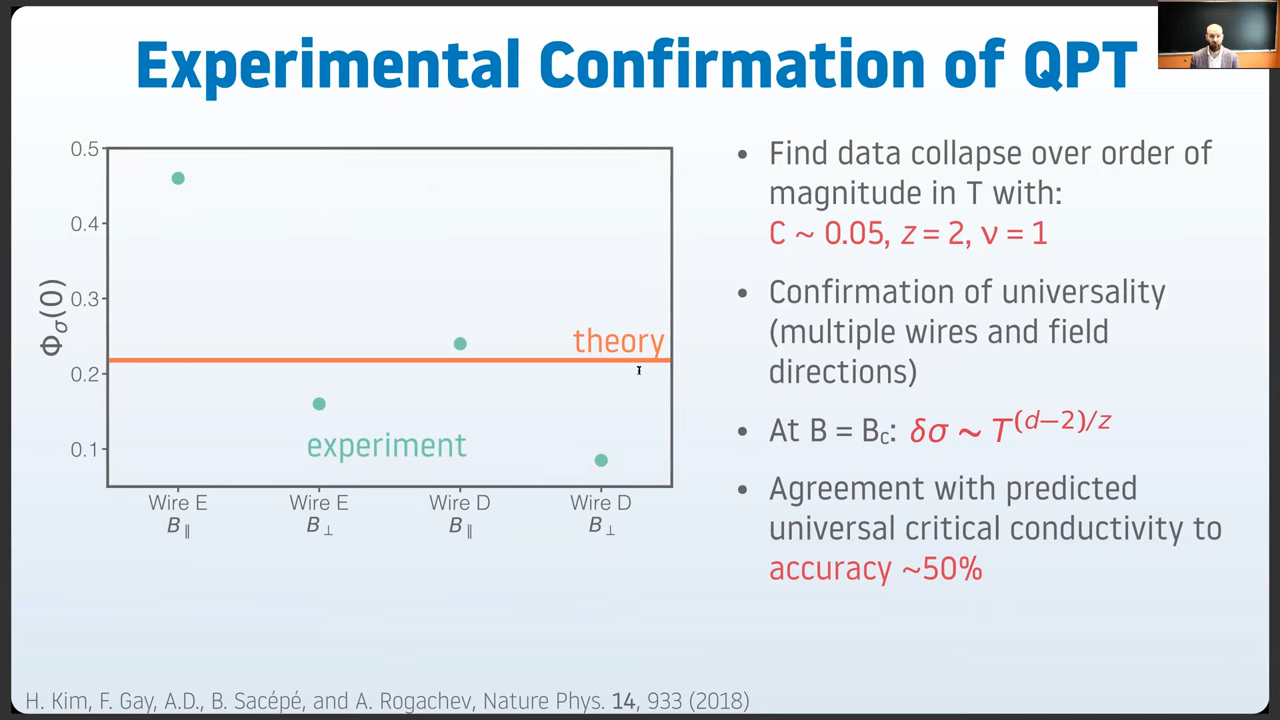 Experimental Confirmation of QPT
0.5
0.4
0.3
0.2
0.1
Φσ(0)
theory
experiment
Wire E
B∥
Wire E
B⊥
Wire D
B∥
Wire D
B⊥
• Find data collapse over order of
magnitude in T with:
C ~ 0.05, z = 2, ν = 1
• Confirmation of universality
(multiple wires and field
directions)
• At B = Bc: δσ ~ T^(d−2)/z
• Agreement with predicted
universal critical conductivity to
accuracy ~50%
H. Kim, F. Gay, A.D., B. Sacépé, and A. Rogachev, Nature Phys. 14, 933 (2018)